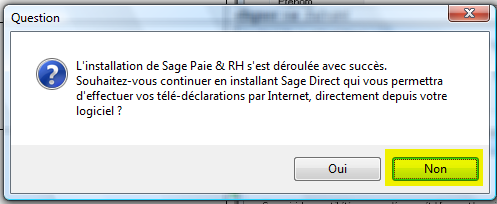 Prénom
Question
L'installation de Sage Paie & RH s'est déroulée avec succès.
Souhaitez-vous continuer en installant Sage Direct qui vous permettra
d'effectuer vos télé-déclarations par Internet, directement depuis votre
logiciel ?
Oui
Non